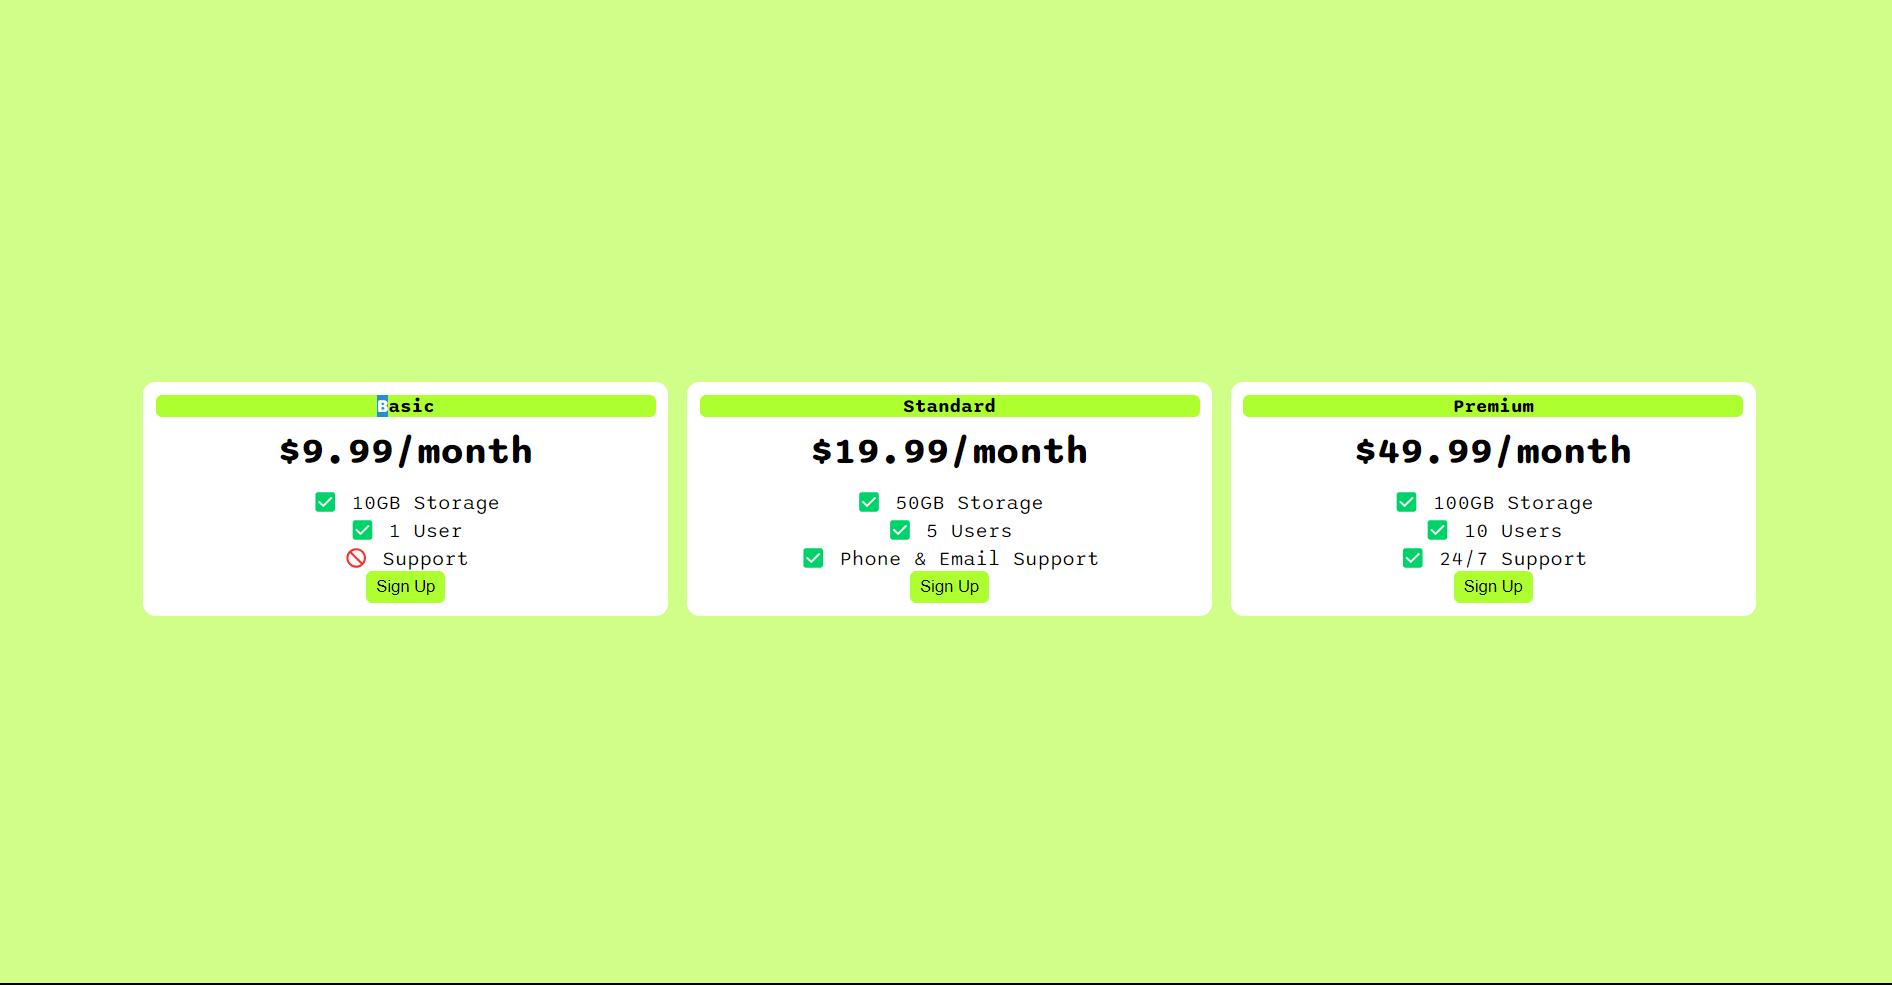 Basic
$9.99/month
✅ 10GB Storage
✅ 1 User
🚫 Support
Sign Up
Standard
$19.99/month
✅ 50GB Storage
✅ 5 Users
✅ Phone & Email Support
Sign Up
Premium
$49.99/month
✅ 100GB Storage
✅ 10 Users
✅ 24/7 Support
Sign Up